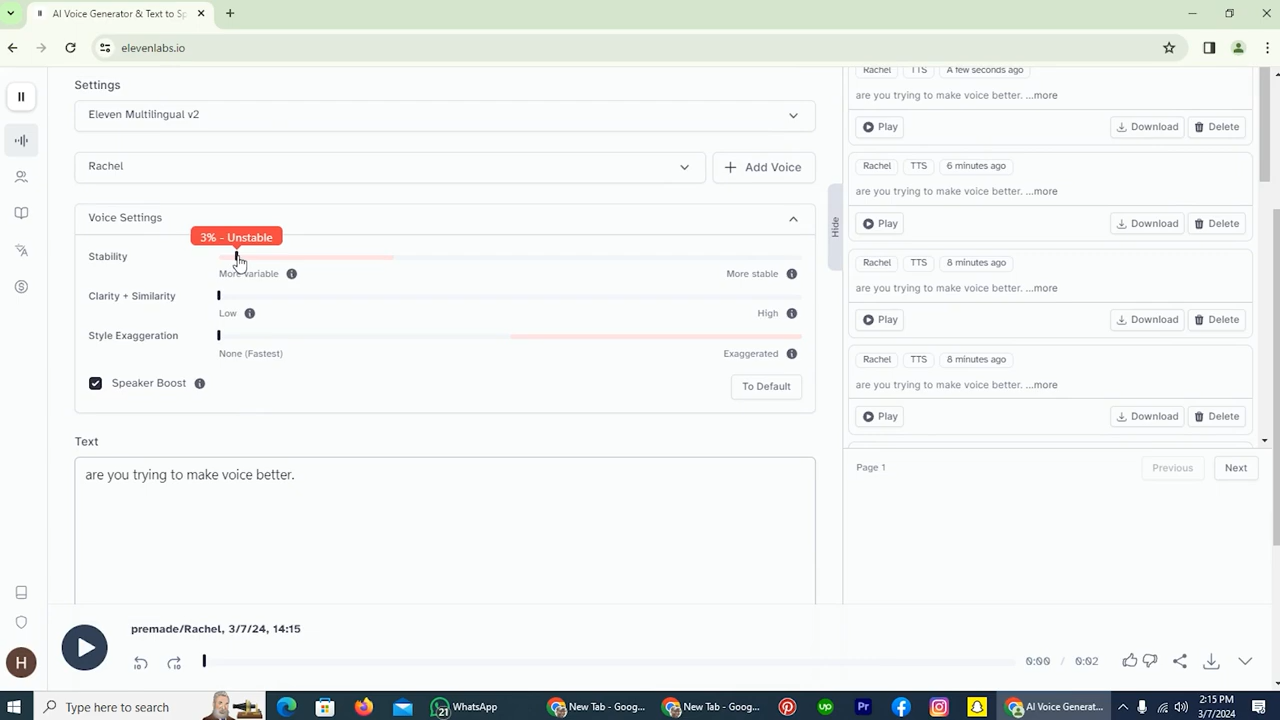 AI Voice Generator & Text to Sp
elevenlabs.io
Settings
Eleven Multilingual v2
Rachel
Add Voice
Voice Settings
3% - Unstable
Stability
More variable
More stable
Clarity + Similarity
Low
High
Style Exaggeration
None (Fastest)
Exaggerated
Speaker Boost
To Default
Text
are you trying to make voice better.
Hide
Rachel TTS A few seconds ago
are you trying to make voice better. ...more
Play Download Delete
Rachel TTS 6 minutes ago
are you trying to make voice better. ...more
Play Download Delete
Rachel TTS 8 minutes ago
are you trying to make voice better. ...more
Play Download Delete
Rachel TTS 8 minutes ago
are you trying to make voice better. ...more
Play Download Delete
Page 1 Previous Next
premade/Rachel, 3/7/24, 14:15
10 10
0:00 / 0:02
H
Type here to search
21 WhatsApp
New Tab - Goog...
New Tab - Goog...
up
Pr
AI Voice Generat...
2:15 PM
3/7/2024